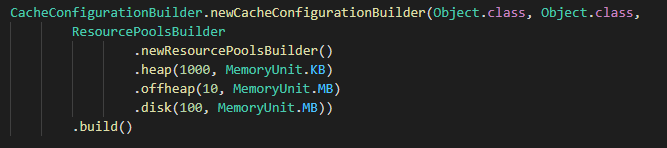 CacheConfigurationBuilder.newCacheConfigurationBuilder(Object.class, Object.class,
ResourcePoolsBuilder
.newResourcePoolsBuilder()
.heap(1000, MemoryUnit.KB)
.offheap(10, MemoryUnit.MB)
.disk(100, MemoryUnit.MB))
.build()